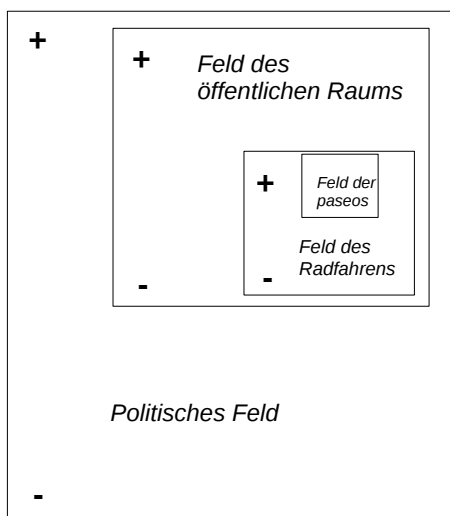 +
+
Feld des
öffentlichen Raums
+
Feld der
paseos
Feld des
Radfahrens
-
-
Politisches Feld
-